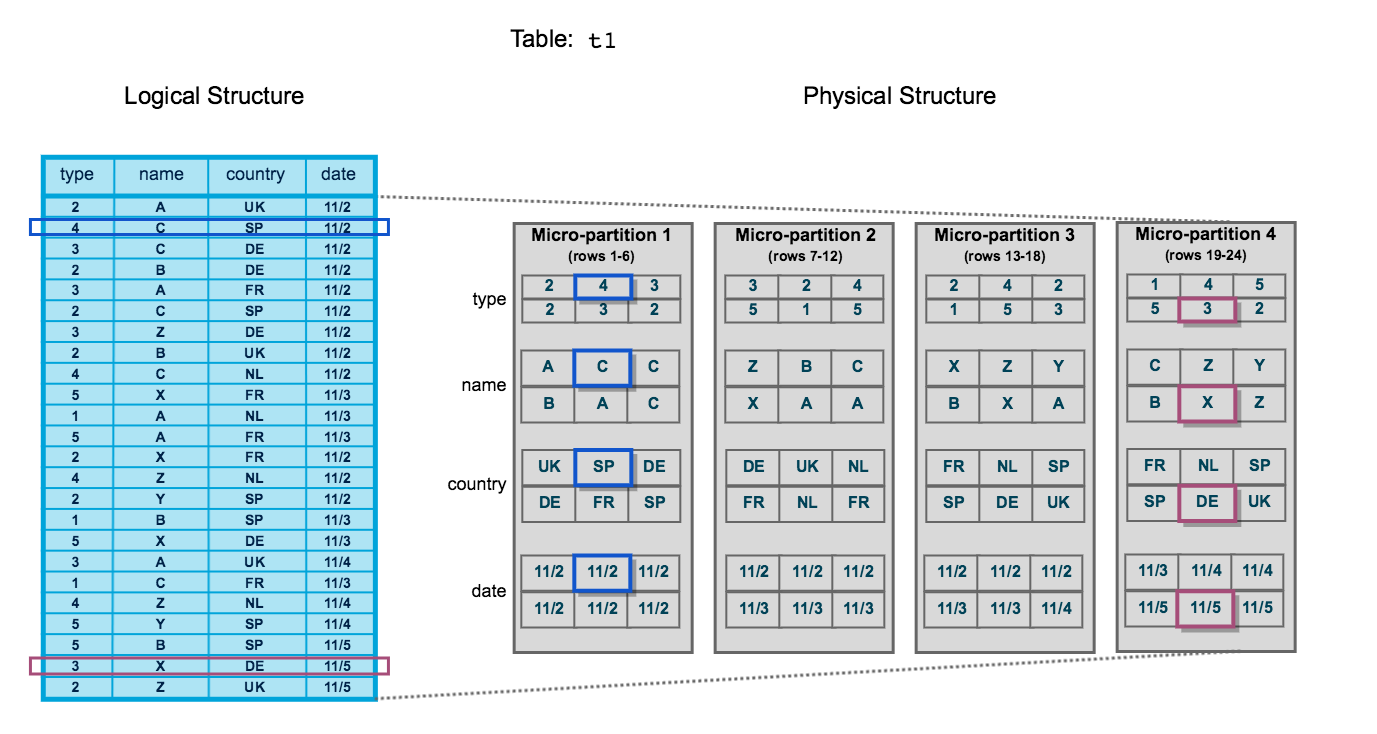 Table: t1
Logical Structure
Physical Structure
type name country date
2 A UK 11/2
4 C SP 11/2
3 C DE 11/2
2 B DE 11/2
3 A FR 11/2
2 C SP 11/2
3 Z DE 11/2
2 B UK 11/2
4 C NL 11/2
5 X FR 11/3
1 A NL 11/3
5 A FR 11/3
2 X FR 11/2
4 Z NL 11/2
2 Y SP 11/2
1 B SP 11/3
5 X DE 11/3
3 A UK 11/4
1 C FR 11/3
4 Z NL 11/4
5 Y SP 11/4
5 B SP 11/5
3 X DE 11/5
2 Z UK 11/5
Micro-partition 1 Micro-partition 2 Micro-partition 3 Micro-partition 4
(rows 1-6) (rows 7-12) (rows 13-18) (rows 19-24)
type
2 4 3 3 2 4 2 4 2 1 4 5
2 3 2 5 1 5 1 5 3 5 3 2
name
A C C Z B C X Z Y C Z Y
B A C X A A B X A B X Z
country
UK SP DE DE UK NL FR NL SP FR NL SP
DE FR SP FR NL FR SP DE UK SP DE UK
date
11/2 11/2 11/2 11/2 11/2 11/2 11/2 11/2 11/2 11/3 11/4 11/4
11/2 11/2 11/2 11/3 11/3 11/3 11/3 11/3 11/4 11/5 11/5 11/5